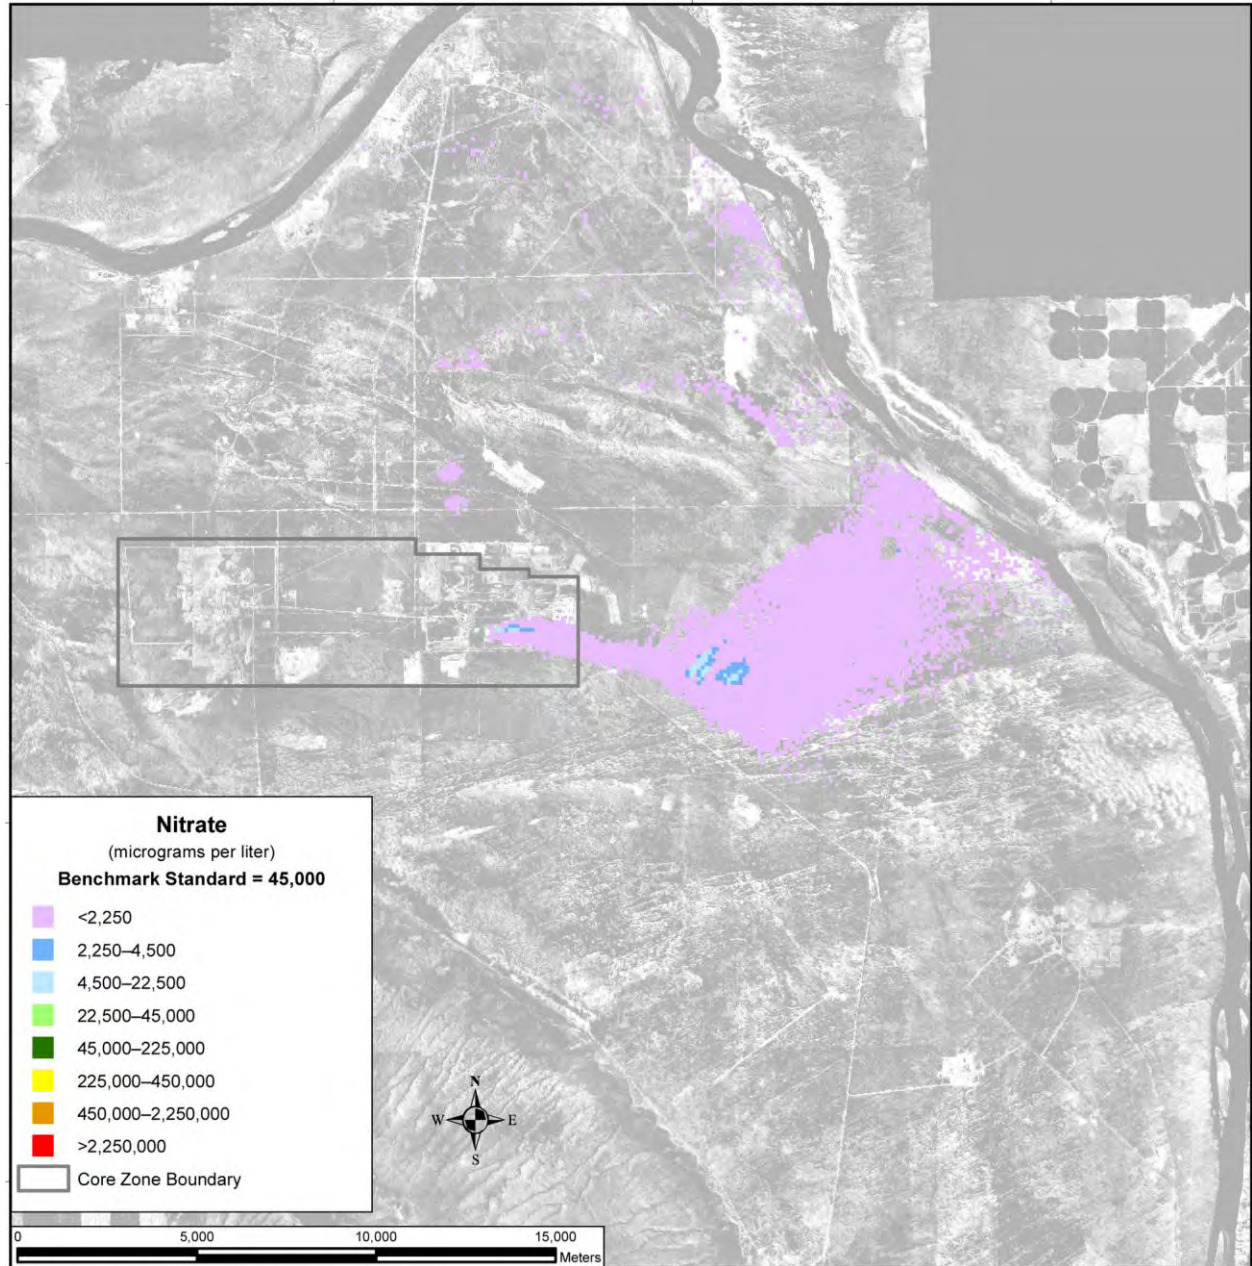 Nitrate
(micrograms per liter)
Benchmark Standard = 45,000
<2,250
2,250–4,500
4,500–22,500
22,500–45,000
45,000–225,000
225,000–450,000
450,000–2,250,000
>2,250,000
Core Zone Boundary
N
W E
S
0 5,000 10,000 15,000
Meters